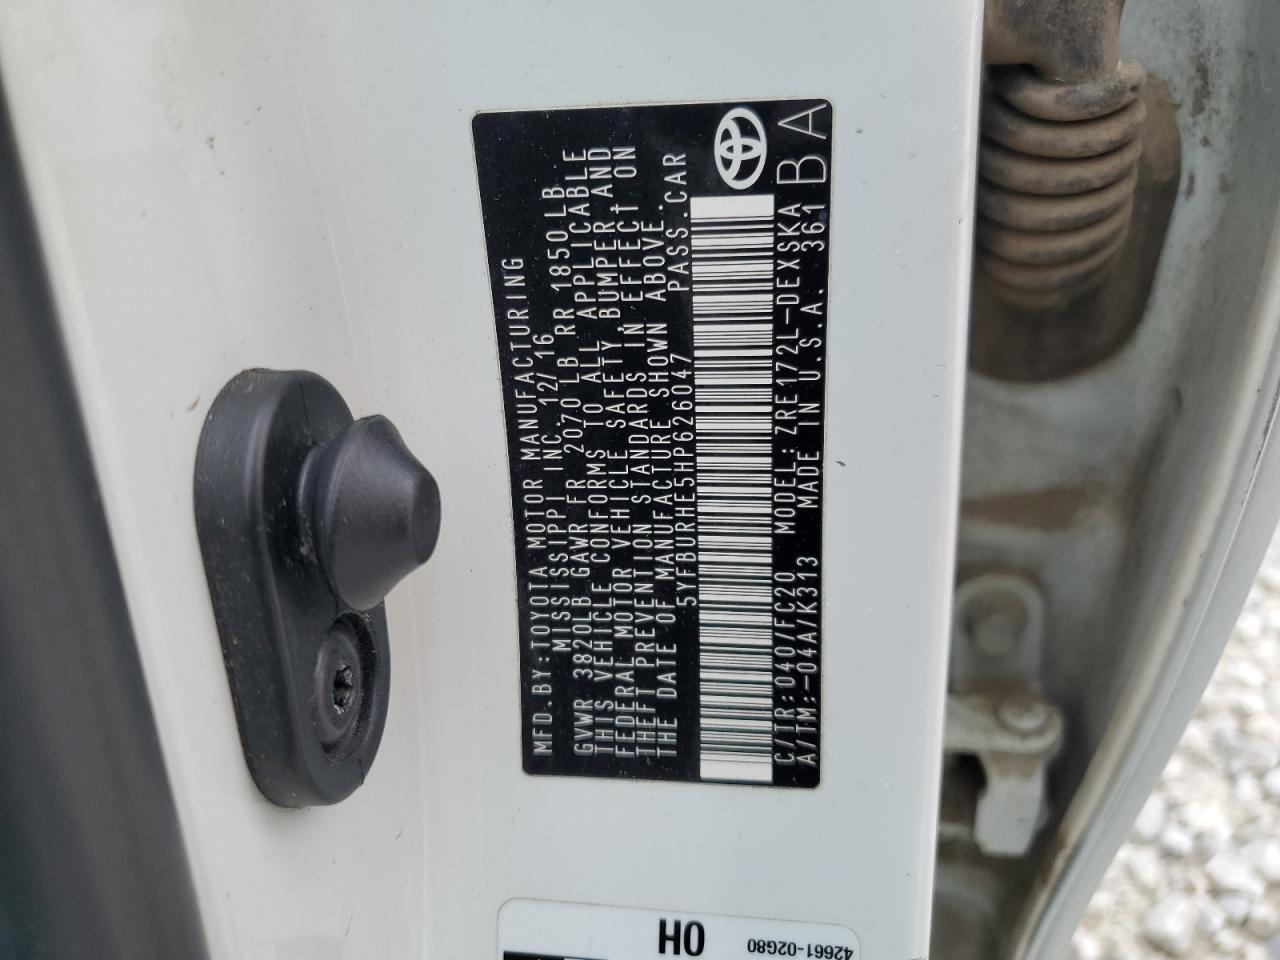 MFD.BY:TOYOTA MOTOR MANUFACTURING
MISSISSIPPI INC. 12/16
GVWR 3820LB GAWR FR 2070 LB RR 1850LB
THIS VEHICLE CONFORMS TO ALL APPLICABLE
FEDERAL MOTOR VEHICLE SAFETY, BUMPER AND
THEFT PREVENTION STANDARDS IN EFFECT ON
THE DATE OF MANUFACTURE SHOWN ABOVE.
5YFBURHE5HP626047 PASS.CAR
C/TR:040/FC20 MODEL:ZRE172L-DEXSKA
A/TM:-04A/K313 MADE IN U.S.A. 361 BA
OH
42661-02G80